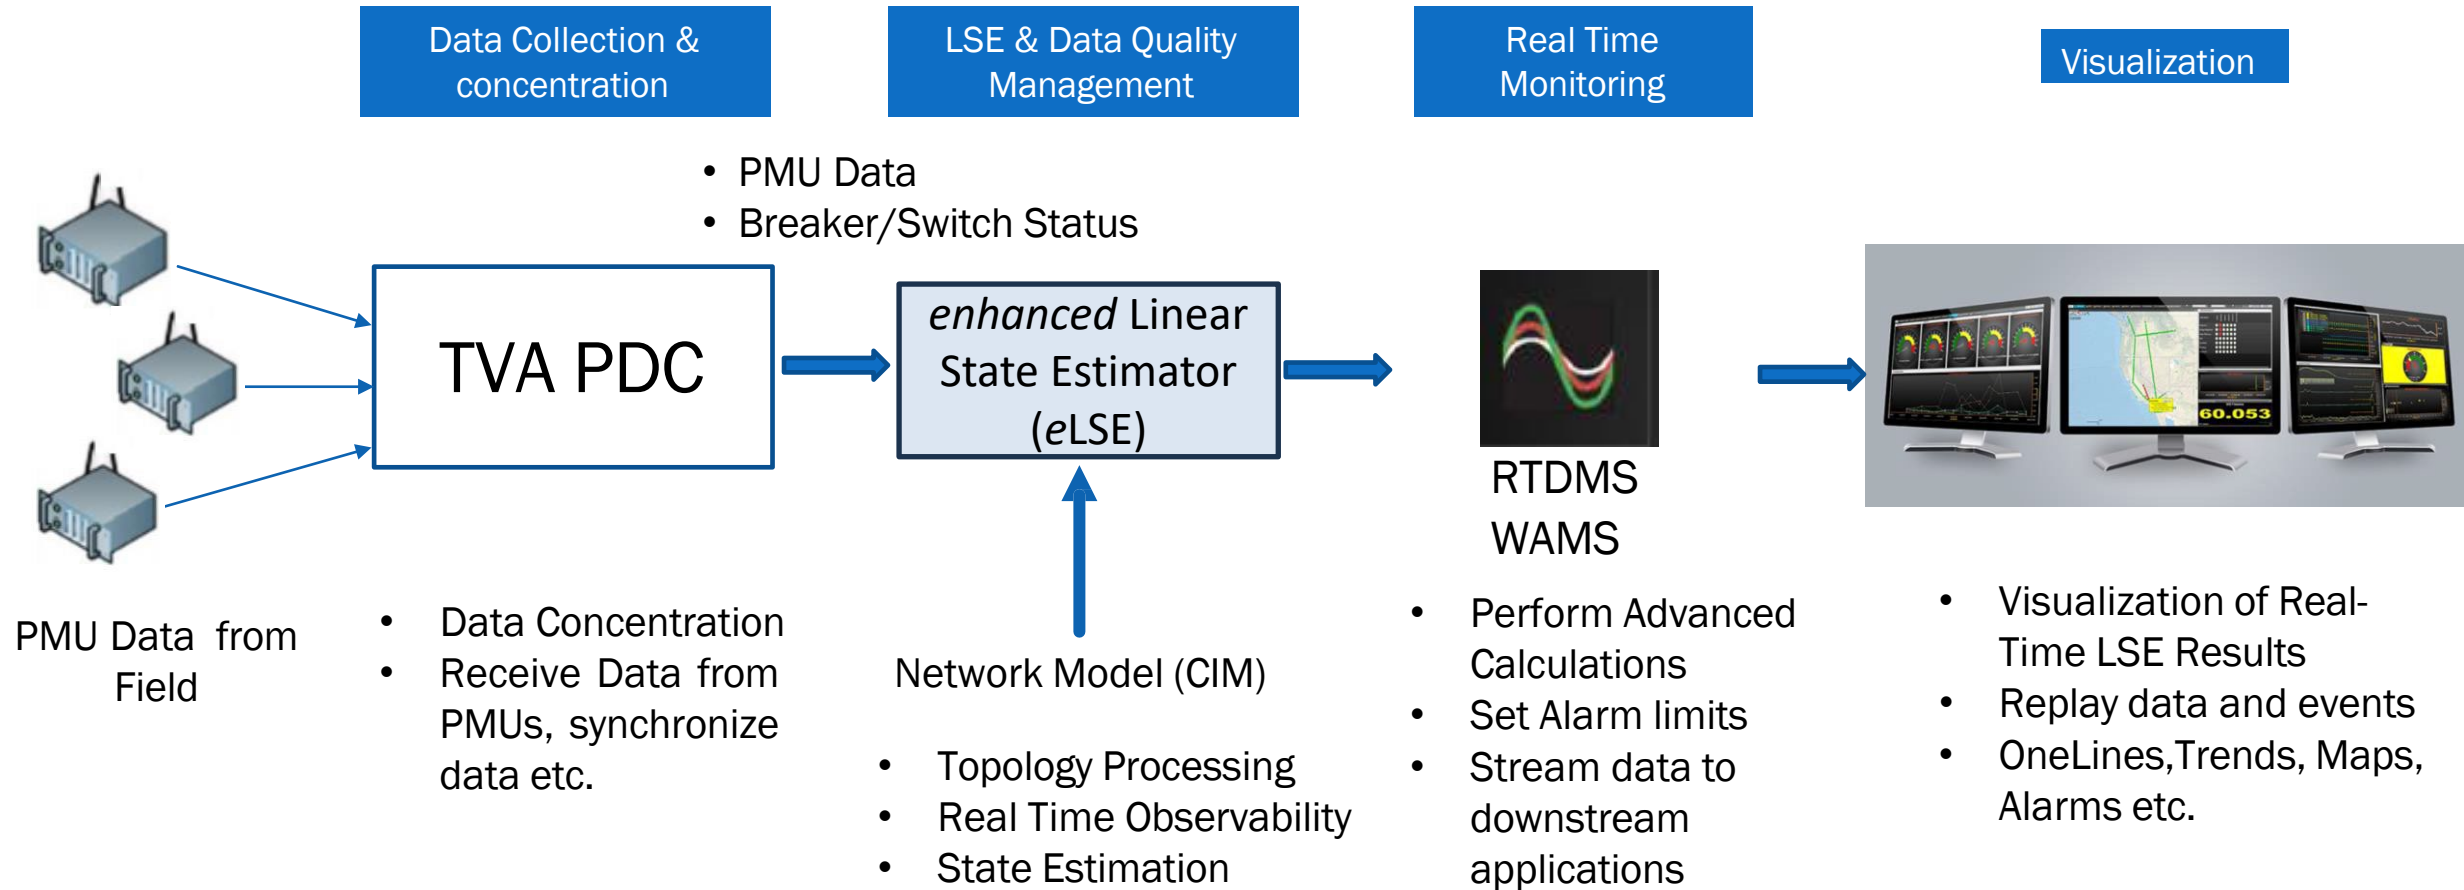 Data Collection &
concentration
LSE & Data Quality
Management
Real Time
Monitoring
Visualization
• PMU Data
• Breaker/Switch Status
TVA PDC
enhanced Linear
State Estimator
(eLSE)
60.053
RTDMS
WAMS
PMU Data from
Field
• Data Concentration
• Receive Data from
PMUs, synchronize
data etc.
Network Model (CIM)
• Topology Processing
• Real Time Observability
• State Estimation
• Perform Advanced
Calculations
• Set Alarm limits
• Stream data to
downstream
applications
• Visualization of Real-
Time LSE Results
• Replay data and events
• OneLines,Trends, Maps,
Alarms etc.